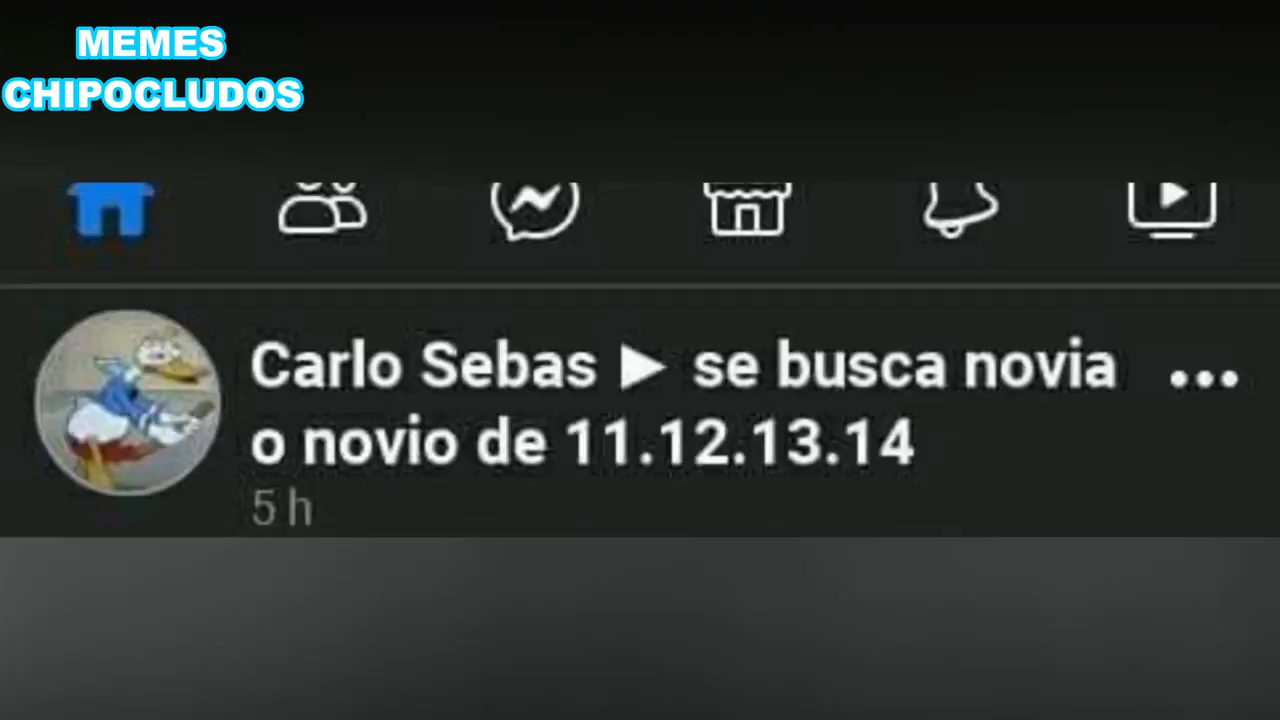 MEMES
CHIPOCLUDOS
Carlo Sebas ▶ se busca novia
o novio de 11.12.13.14
5 h